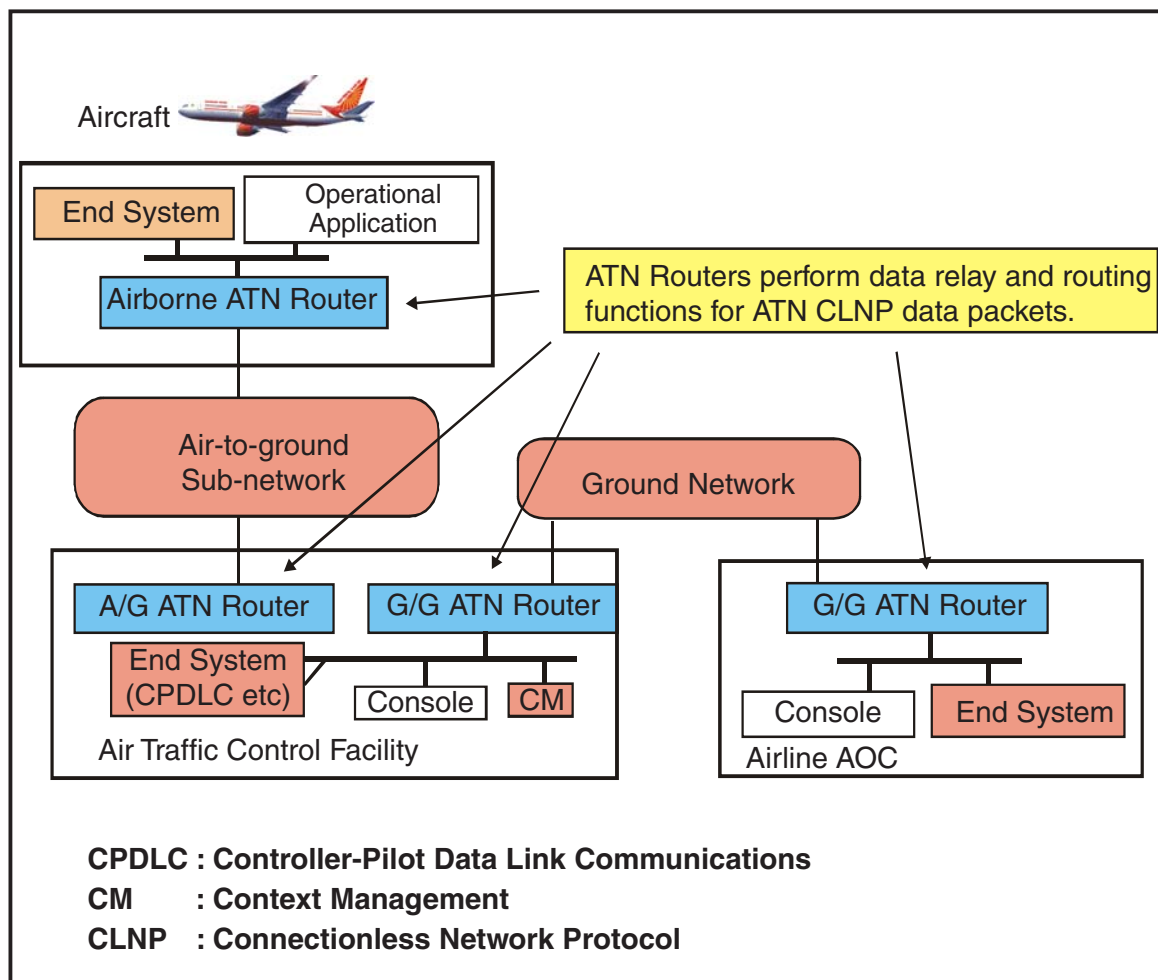 Aircraft
End System
Operational
Application
Airborne ATN Router
ATN Routers perform data relay and routing
functions for ATN CLNP data packets.
Air-to-ground
Sub-network
Ground Network
A/G ATN Router
G/G ATN Router
G/G ATN Router
End System
(CPDLC etc)
Console
CM
Console
End System
Air Traffic Control Facility
Airline AOC
CPDLC : Controller-Pilot Data Link Communications
CM : Context Management
CLNP : Connectionless Network Protocol